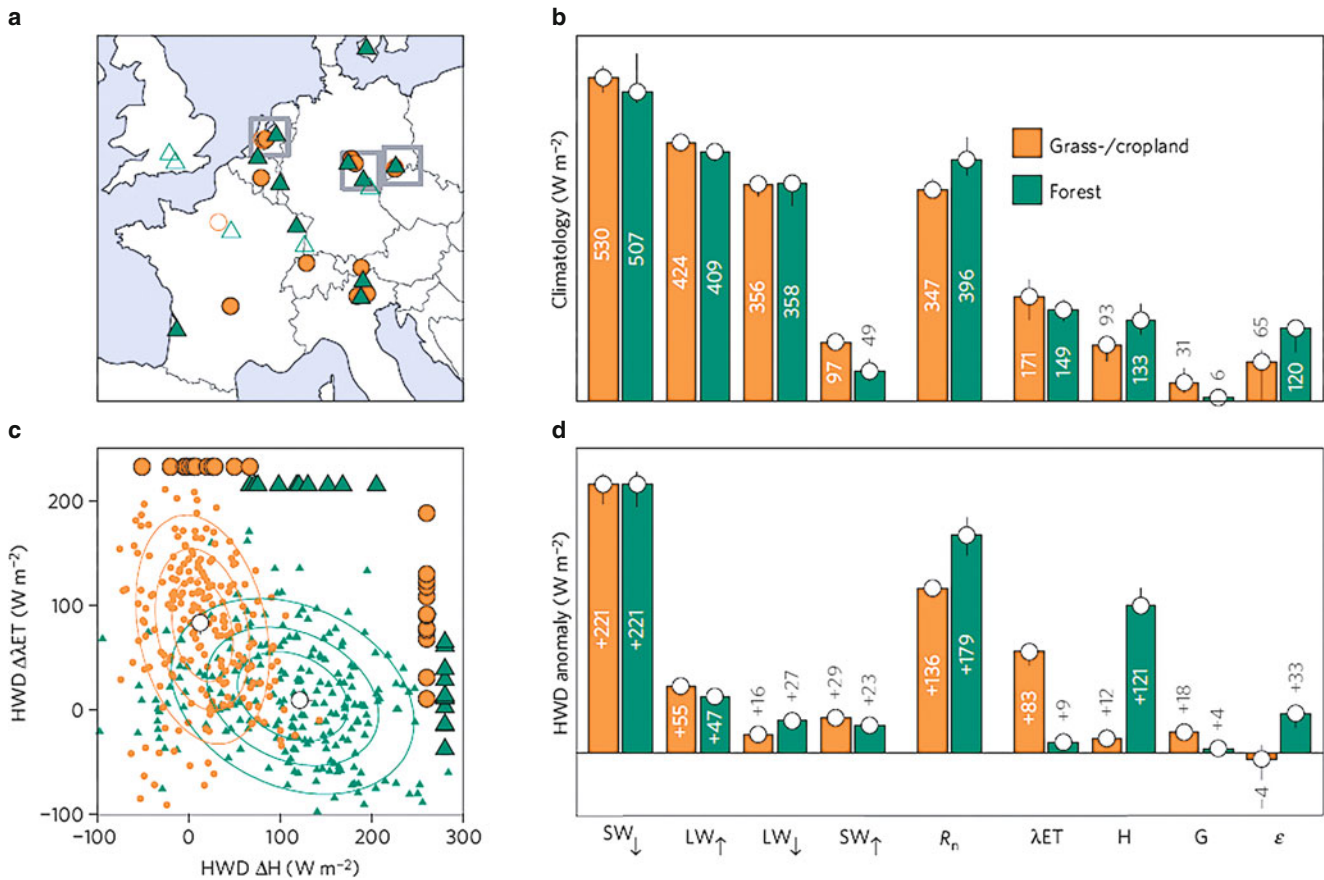 a
b
Climatology (W m−2)
Grass-/cropland
Forest
530
507
424
409
356
358
97
49
347
396
171
149
93
133
31
6
65
120
c
HWD ΔλET (W m−2)
200
100
0
−100
−100
0
100
200
300
HWD ΔH (W m−2)
d
HWD anomaly (W m−2)
+221
+221
+55
+47
+16
+27
+29
+23
+136
+179
+83
+9
+12
+121
+18
+4
−4
+33
SW↓
LW↑
LW↓
SW↑
Rn
λET
H
G
ε